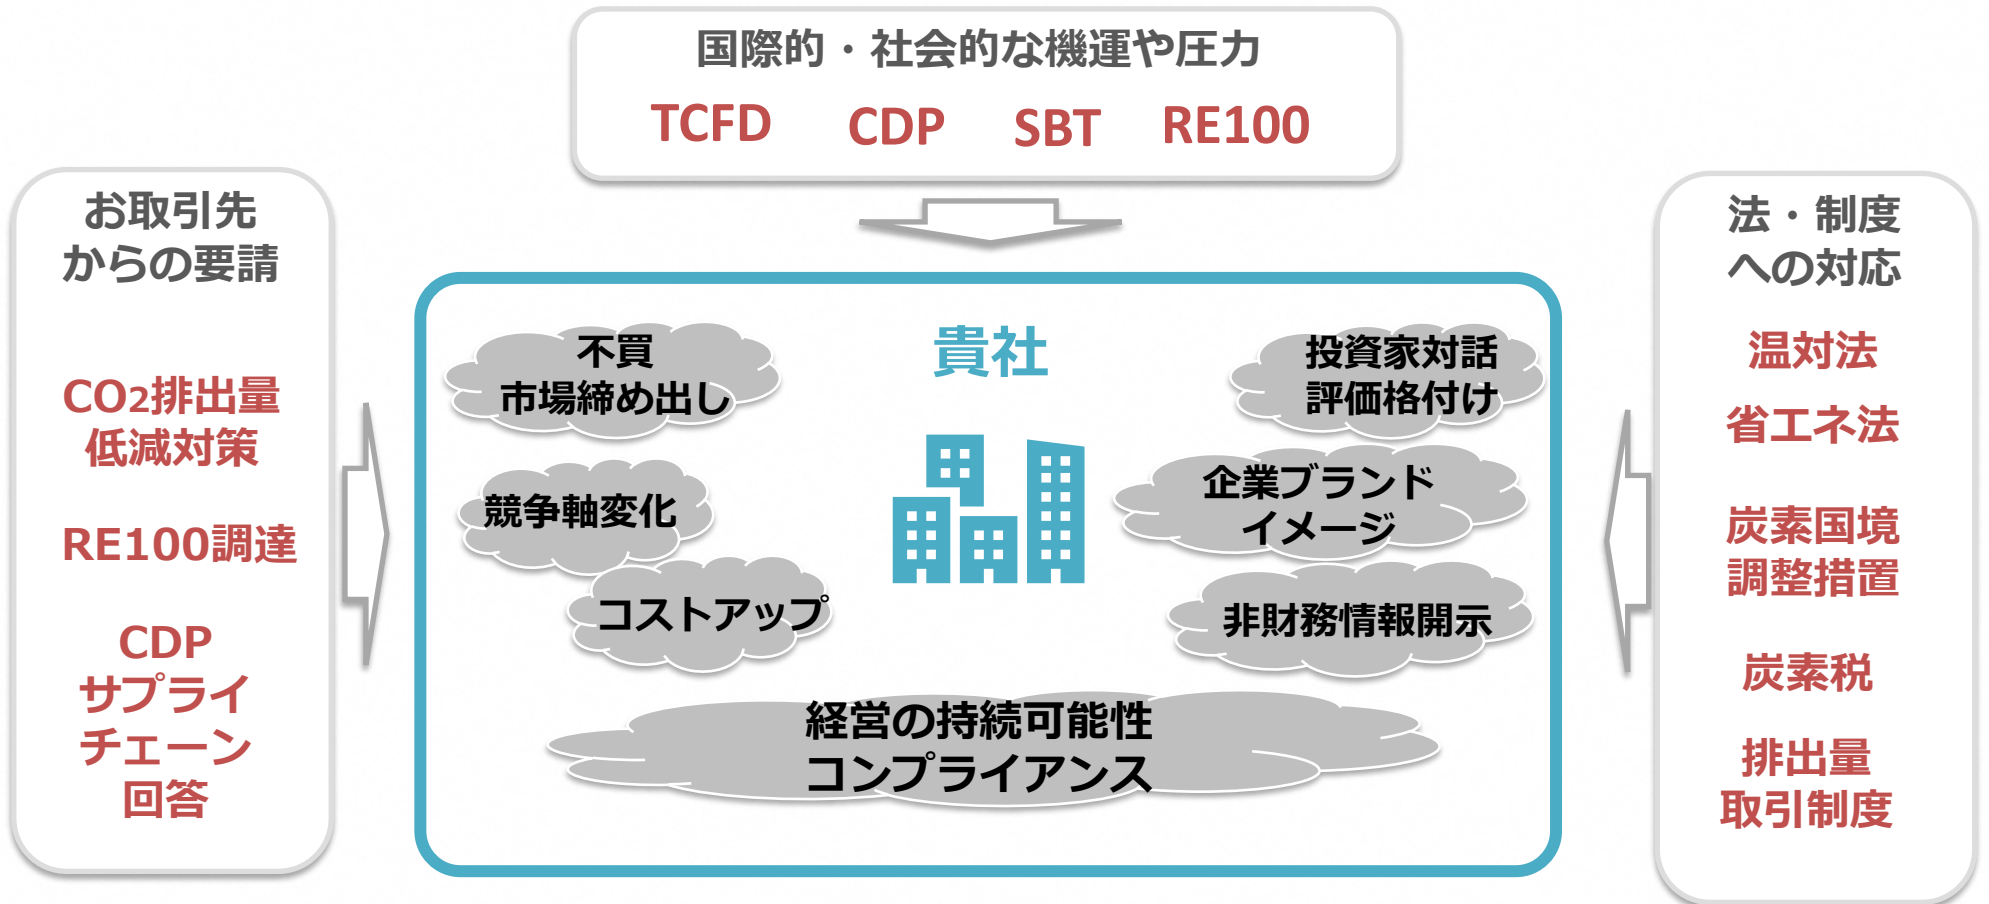 国際的・社会的な機運や圧力
TCFD CDP SBT RE100
お取引先
からの要請
CO2排出量
低減対策
RE100調達
CDP
サプライ
チェーン
回答
貴社
不買
市場締め出し
競争軸変化
コストアップ
投資家対話
評価格付け
企業ブランド
イメージ
非財務情報開示
経営の持続可能性
コンプライアンス
法・制度
への対応
温対法
省エネ法
炭素国境
調整措置
炭素税
排出量
取引制度